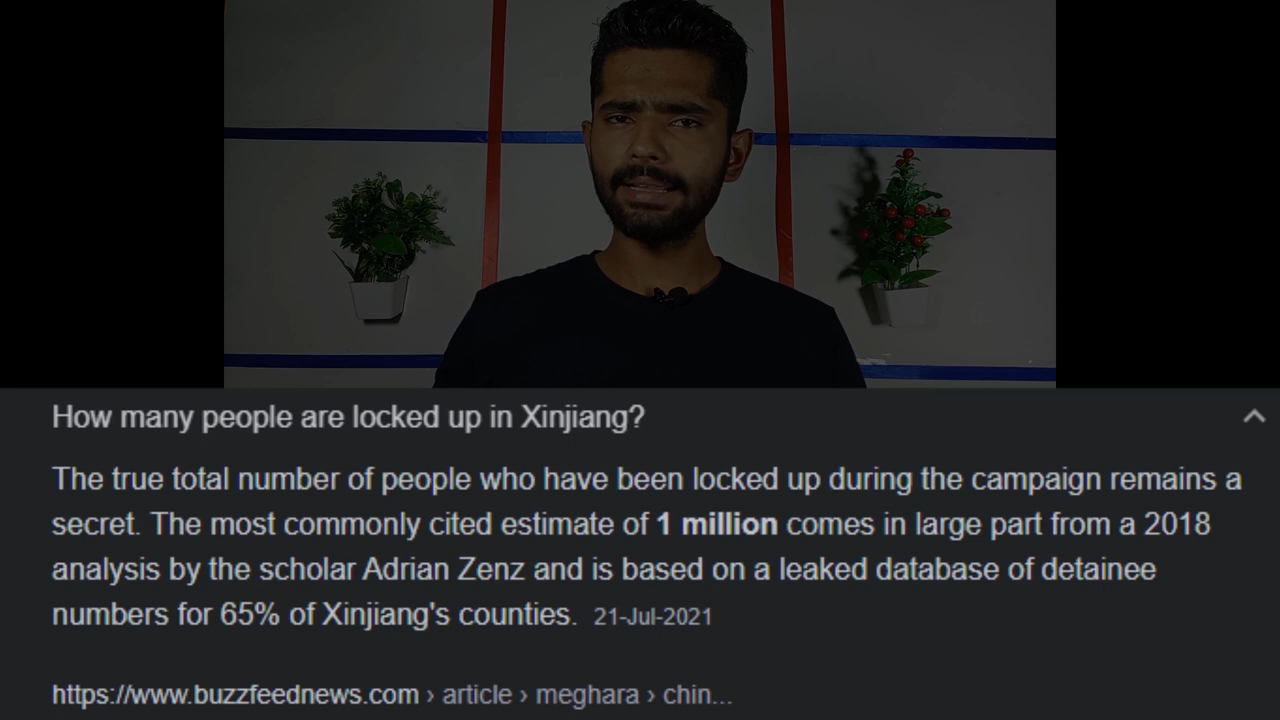 How many people are locked up in Xinjiang?
The true total number of people who have been locked up during the campaign remains a
secret. The most commonly cited estimate of 1 million comes in large part from a 2018
analysis by the scholar Adrian Zenz and is based on a leaked database of detainee
numbers for 65% of Xinjiang's counties. 21-Jul-2021
https://www.buzzfeednews.com › article › meghara › chin...